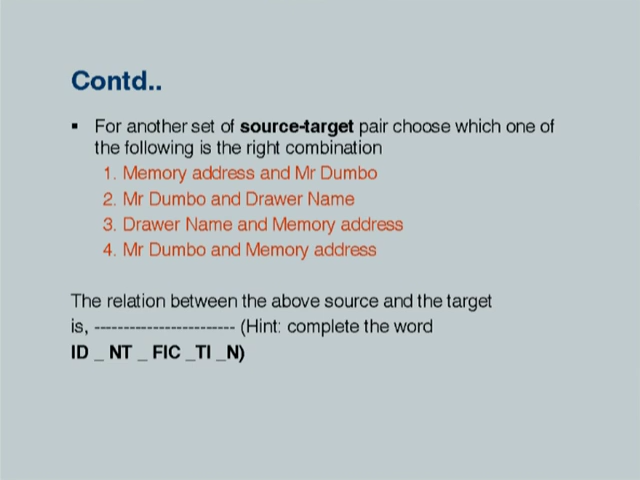 Contd..
▪ For another set of source-target pair choose which one of
the following is the right combination
1. Memory address and Mr Dumbo
2. Mr Dumbo and Drawer Name
3. Drawer Name and Memory address
4. Mr Dumbo and Memory address
The relation between the above source and the target
is, ------------------------ (Hint: complete the word
ID _ NT _ FIC _TI _N)